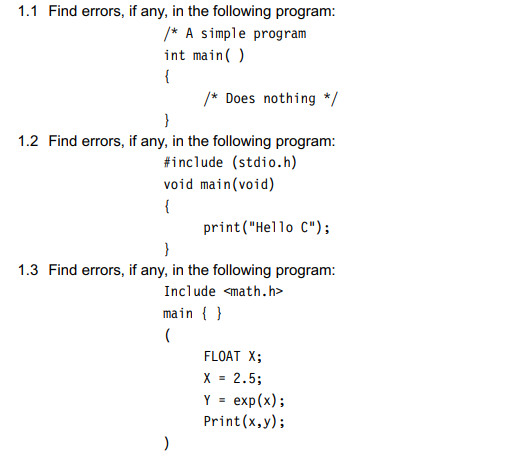 1.1 Find errors, if any, in the following program:
/* A simple program
int main( )
{
/* Does nothing */
}
1.2 Find errors, if any, in the following program:
#include (stdio.h)
void main(void)
{
print("Hello C");
}
1.3 Find errors, if any, in the following program:
Include <math.h>
main { }
(
FLOAT X;
X = 2.5;
Y = exp(x);
Print(x,y);
)